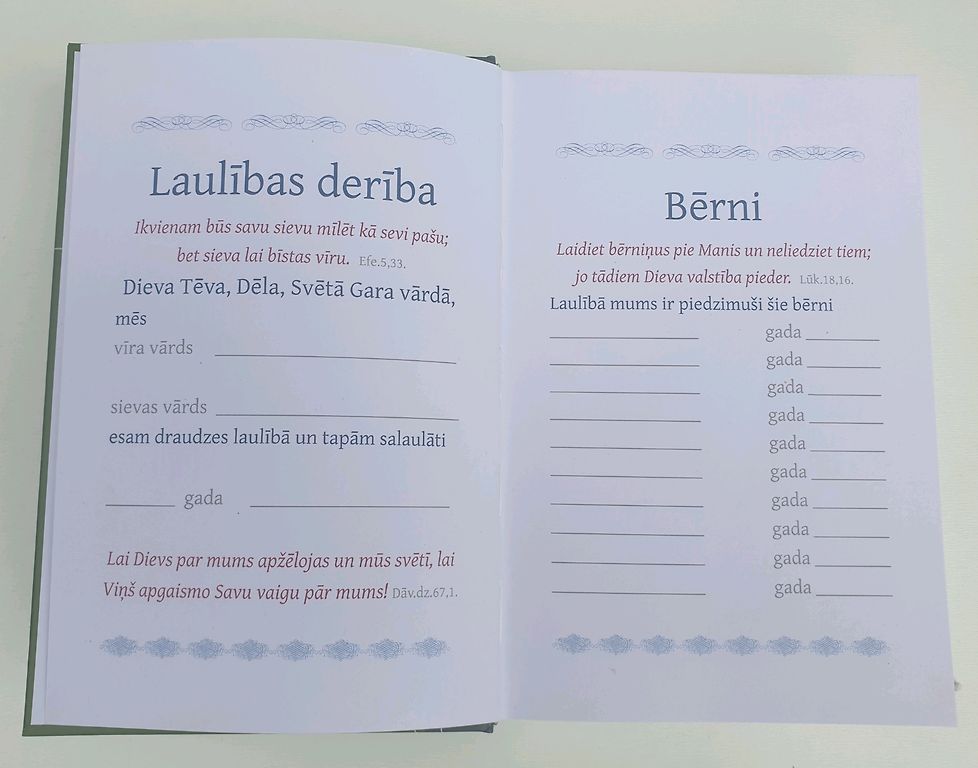 Laulības derība
Ikvienam būs savu sievu mīlēt kā sevi pašu;
bet sieva lai bīstas vīru. Efe.5,33.
Dieva Tēva, Dēla, Svētā Gara vārdā,
mēs
vīra vārds
sievas vārds
esam draudzes laulībā un tapām salaulāti
gada
Lai Dievs par mums apžēlojas un mūs svētī, lai
Viņš apgaismo Savu vaigu pār mums! Dāv.dz.67,1.
Bērni
Laidiet bērniņus pie Manis un neliedziet tiem;
jo tādiem Dieva valstība pieder. Lūk.18,16.
Laulībā mums ir piedzimuši šie bērni
gada
gada
gada
gada
gada
gada
gada
gada
gada
gada